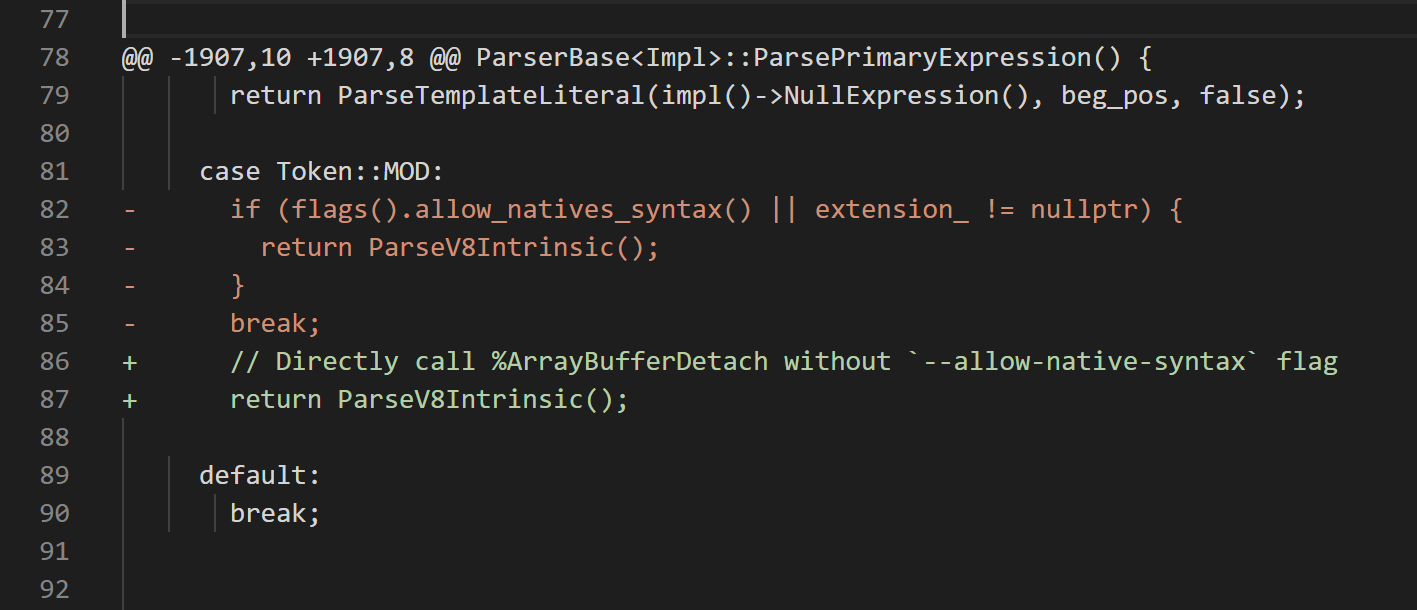 77
78 @@ -1907,10 +1907,8 @@ ParserBase<Impl>::ParsePrimaryExpression() {
79 return ParseTemplateLiteral(impl()->NullExpression(), beg_pos, false);
80
81 case Token::MOD:
82 - if (flags().allow_natives_syntax() || extension_ != nullptr) {
83 - return ParseV8Intrinsic();
84 - }
85 - break;
86 + // Directly call %ArrayBufferDetach without `--allow-native-syntax` flag
87 + return ParseV8Intrinsic();
88
89 default:
90 break;
91
92